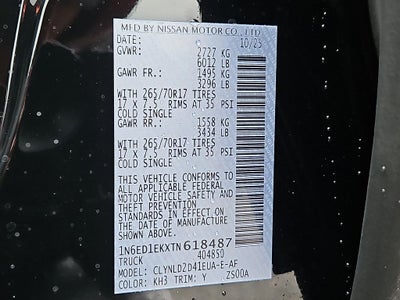 MFD BY NISSAN MOTOR CO., LTD.
DATE: 10/25
GVWR: 2727 KG
6012 LB
GAWR FR.: 1495 KG
3296 LB
WITH 265/70R17 TIRES
17 X 7.5 RIMS AT 35 PSI
COLD SINGLE
GAWR RR.: 1558 KG
3434 LB
WITH 265/70R17 TIRES
17 X 7.5 RIMS AT 35 PSI
COLD SINGLE
THIS VEHICLE CONFORMS TO
ALL APPLICABLE FEDERAL
MOTOR VEHICLE SAFETY AND
THEFT PREVENTION
STANDARDS IN EFFECT ON THE
DATE OF MANUFACTURE
SHOWN ABOVE.
1N6ED1EKXTN618487
TRUCK 40485D
MODEL: CLYNLD2D41EUA-E-AF
COLOR: KH3 TRIM: Y ZS00A